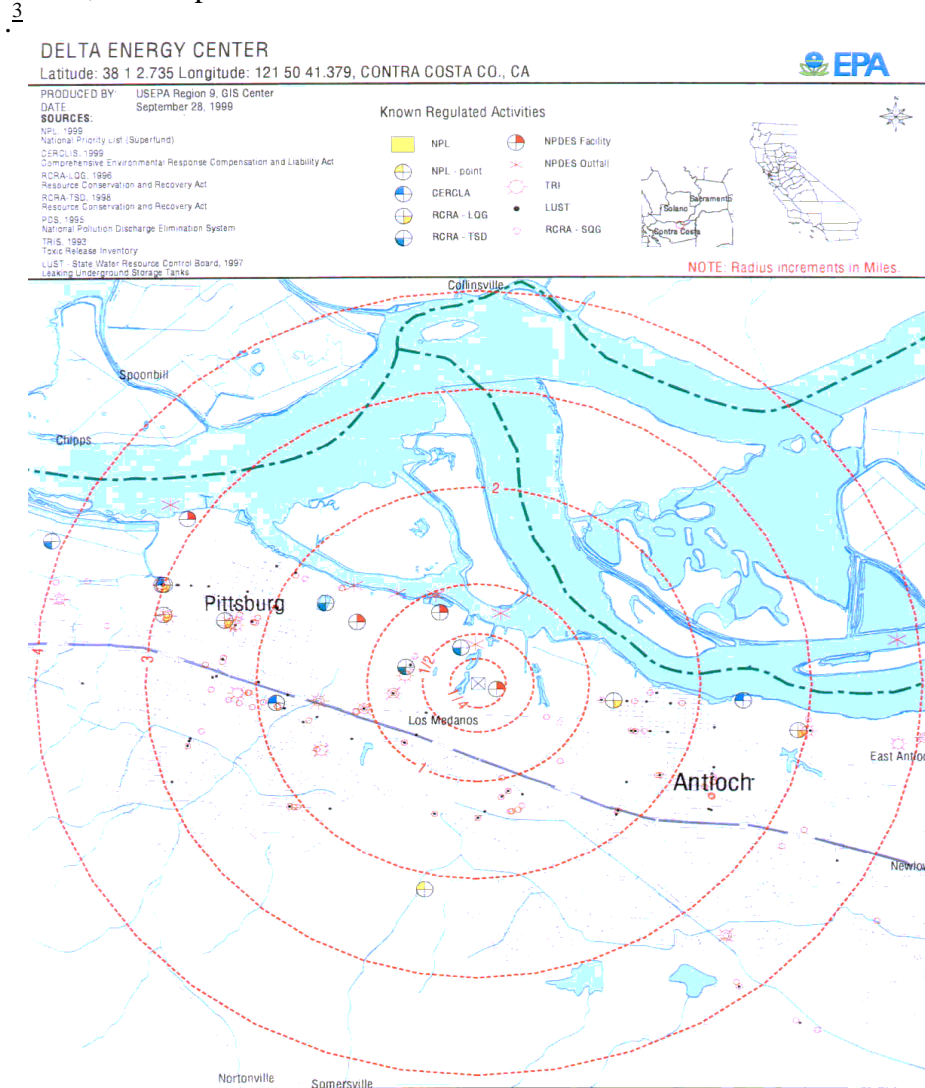 3
.
DELTA ENERGY CENTER
Latitude: 38 1 2.735 Longitude: 121 50 41.379, CONTRA COSTA CO., CA
EPA
PRODUCED BY: USEPA Region 9, GIS Center
DATE September 28, 1999
SOURCES:
NPL, 1999
National Priority List (Superfund)
CERCLIS, 1999
Comprehensive Environmental Response Compensation and Liability Act
RCRA-LQG, 1996
Resource Conservation and Recovery Act
RCRA-TSD, 1998
Resource Conservation and Recovery Act
PCS, 1995
National Pollution Discharge Elimination System
TRIS, 1993
Toxic Release Inventory
LUST - State Water Resource Control Board, 1997
Leaking Underground Storage Tanks
Known Regulated Activities
NPL
NPL - point
CERCLA
RCRA - LQG
RCRA - TSD
NPDES Facility
NPDES Outfall
TRI
LUST
RCRA - SQG
Sacramento
Solano
Contra Costa
NOTE: Radius increments in Miles.
Collinsville
Spoonbill
Chipps
2
Pittsburg
4
3
1/2
1/4
Los Medanos
1
Antioch
East Antioc
Newlov
Nortonville
Somersville